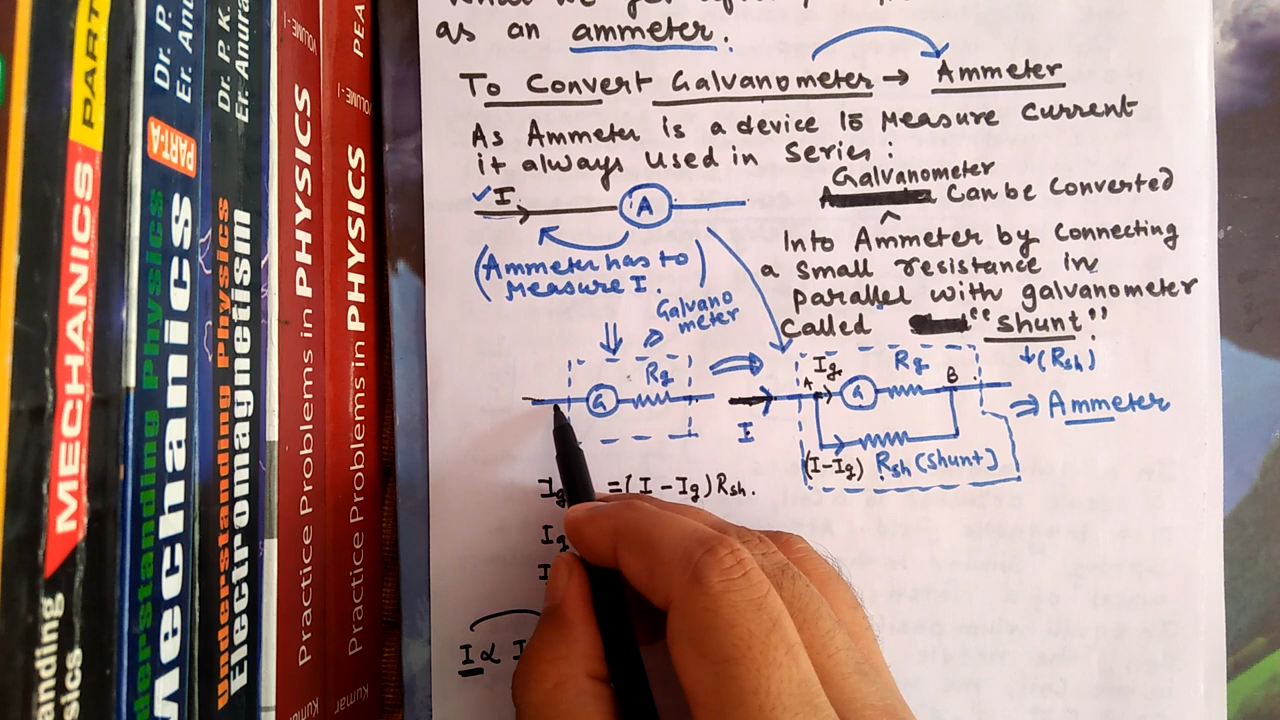 as an ammeter.
To Convert Galvanometer → Ammeter
As Ammeter is a device to Measure Current
it always used in Series:
Galvanometer
Can be Converted
Into Ammeter by Connecting
a small resistance in
parallel with galvanometer
Called "Shunt"
(Rsh)
I
A
(Ammeter has to
Measure I.)
Galvano
meter
G
Rg
I
A
Ig
G
Rg
B
(I-Ig)
Rsh (shunt)
⇒ Ammeter
Ig =(I-Ig)Rsh.
I ∝ I
MECHANICS
PART
Understanding Physics
Mechanics
PART-A
Dr. P.
Er. Anu
Understanding Physics
Electromagnetism
Dr. P. K.
Er. Anura
Practice Problems in PHYSICS
VOLUME-I
Kumar
Practice Problems in PHYSICS
VOLUME-I
PEA
Kumar